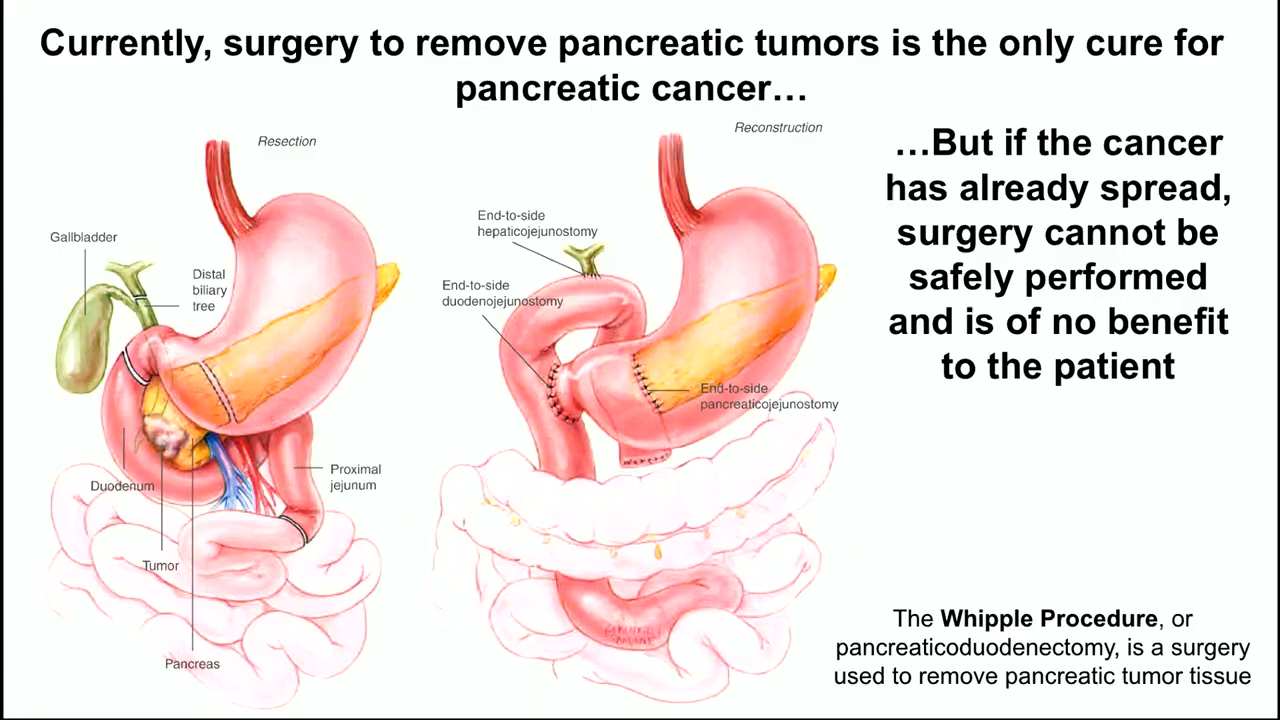 Currently, surgery to remove pancreatic tumors is the only cure for
pancreatic cancer…
Resection
Reconstruction
…But if the cancer
has already spread,
surgery cannot be
safely performed
and is of no benefit
to the patient
Gallbladder
Distal
biliary
tree
Duodenum
Proximal
jejunum
Tumor
Pancreas
End-to-side
hepaticojejunostomy
End-to-side
duodenojejunostomy
End-to-side
pancreaticojejunostomy
The Whipple Procedure, or
pancreaticoduodenectomy, is a surgery
used to remove pancreatic tumor tissue